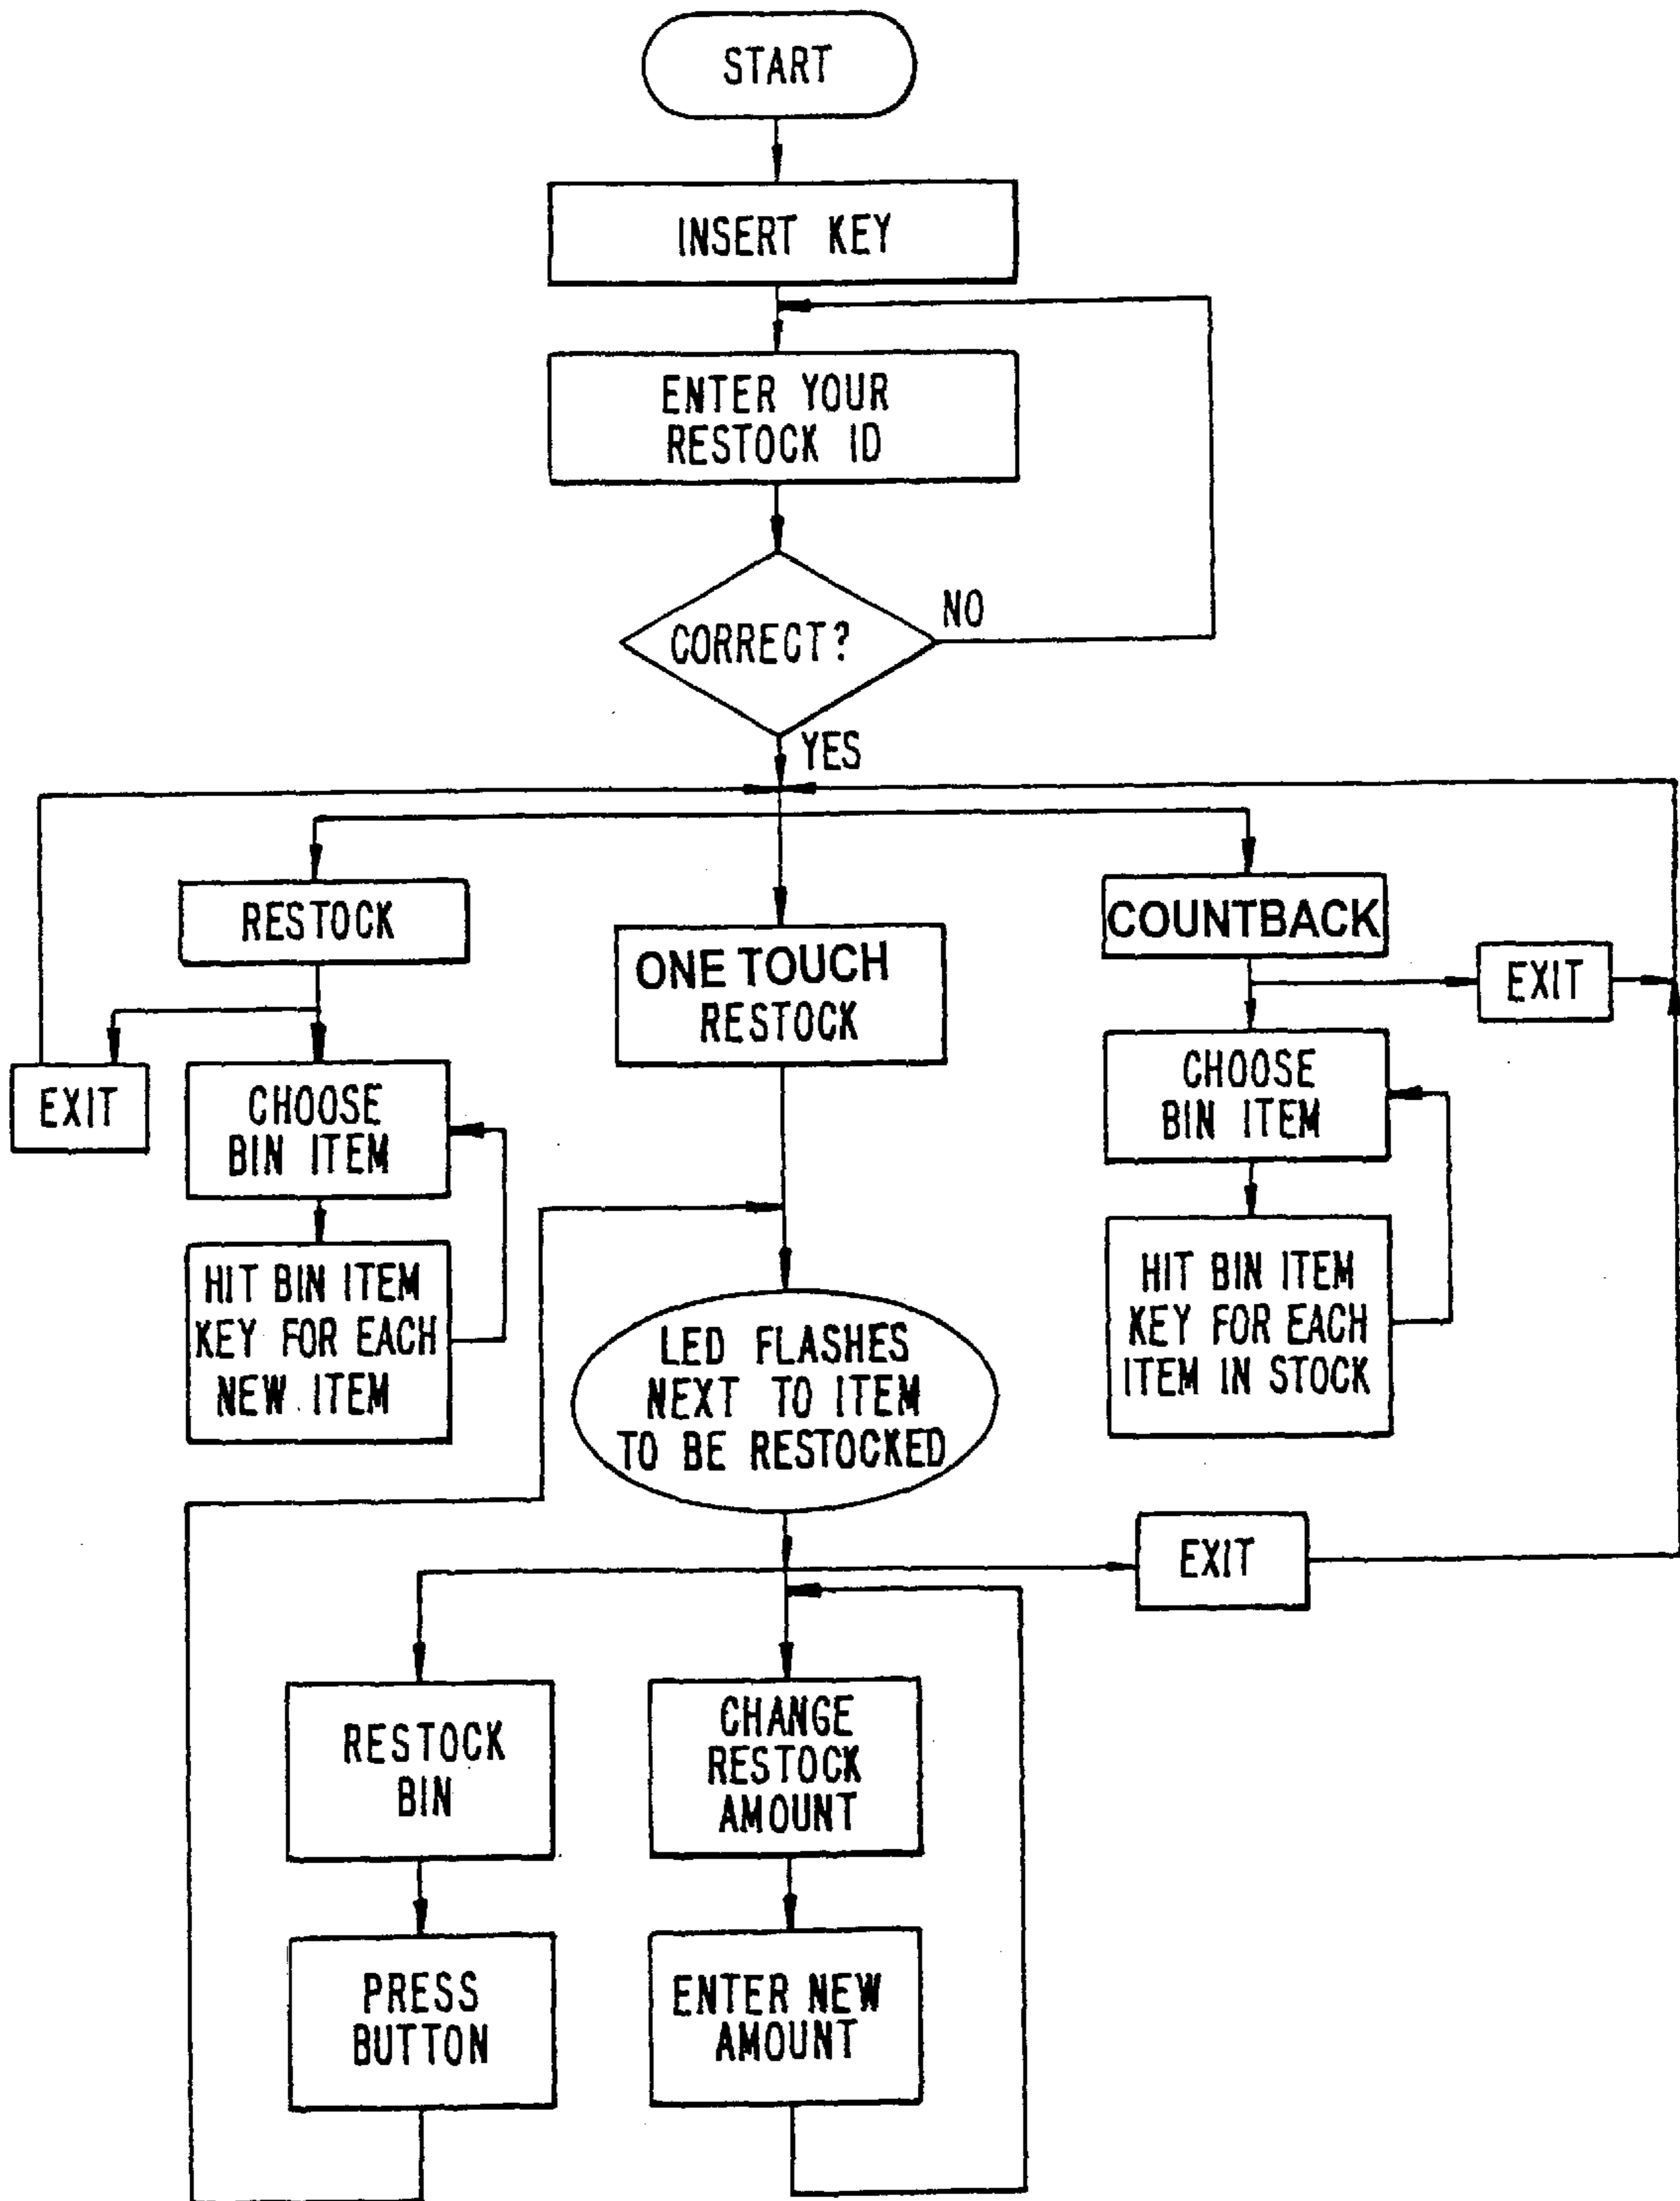 START
INSERT KEY
ENTER YOUR
RESTOCK ID
CORRECT?
NO
YES
RESTOCK
EXIT
CHOOSE
BIN ITEM
HIT BIN ITEM
KEY FOR EACH
NEW ITEM
ONE TOUCH
RESTOCK
COUNTBACK
EXIT
CHOOSE
BIN ITEM
HIT BIN ITEM
KEY FOR EACH
ITEM IN STOCK
LED FLASHES
NEXT TO ITEM
TO BE RESTOCKED
EXIT
RESTOCK
BIN
PRESS
BUTTON
CHANGE
RESTOCK
AMOUNT
ENTER NEW
AMOUNT